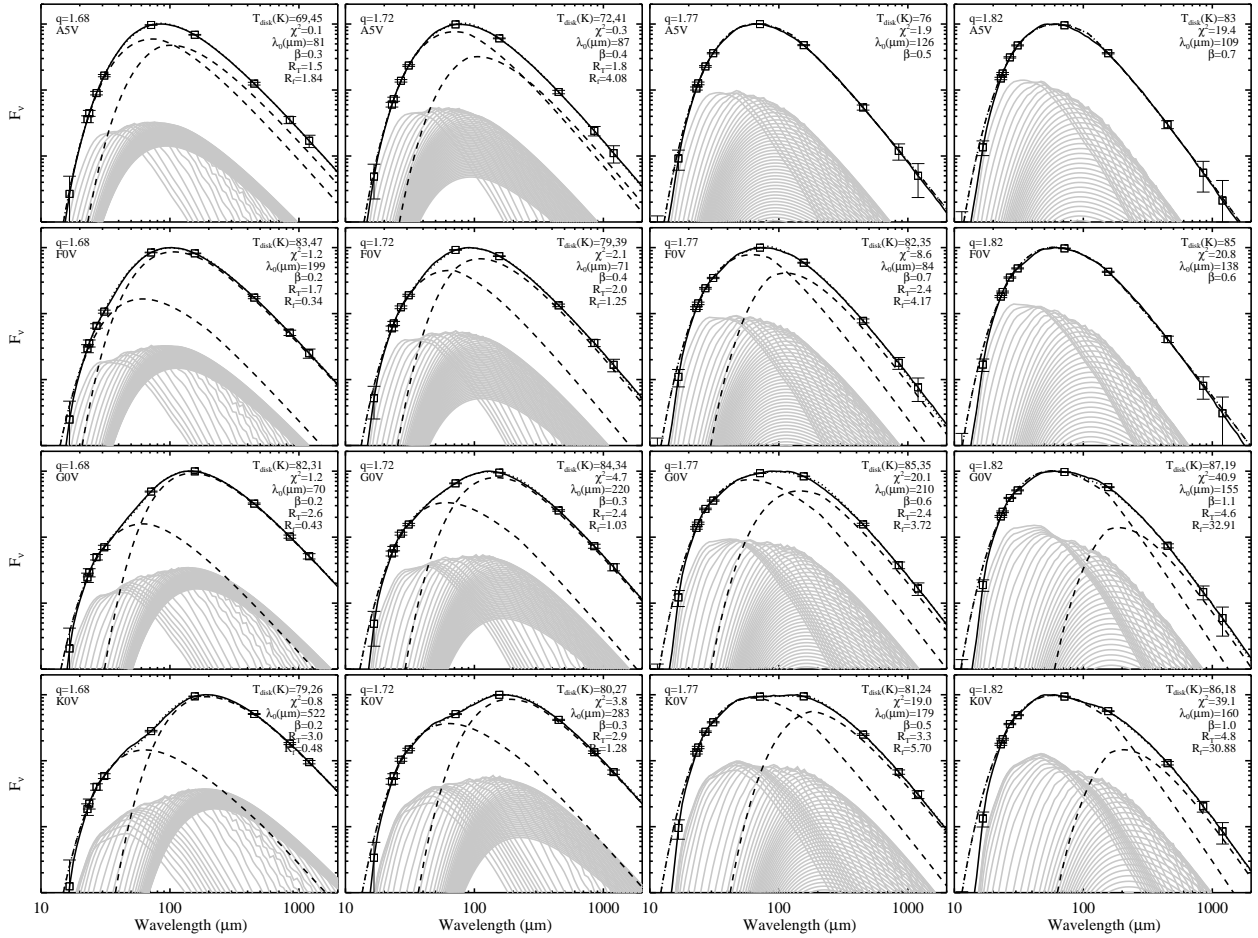 q=1.68
A5V
T_disk(K)=69,45
χ²=0.1
λ₀(μm)=81
β=0.3
R_T=1.5
R_f=1.84
q=1.72
A5V
T_disk(K)=72,41
χ²=0.3
λ₀(μm)=87
β=0.4
R_T=1.8
R_f=4.08
q=1.77
A5V
T_disk(K)=76
χ²=1.9
λ₀(μm)=126
β=0.5
q=1.82
A5V
T_disk(K)=83
χ²=19.4
λ₀(μm)=109
β=0.7
F_ν
q=1.68
F0V
T_disk(K)=83,47
χ²=1.2
λ₀(μm)=199
β=0.2
R_T=1.7
R_f=0.34
q=1.72
F0V
T_disk(K)=79,39
χ²=2.1
λ₀(μm)=71
β=0.4
R_T=2.0
R_f=1.25
q=1.77
F0V
T_disk(K)=82,35
χ²=8.6
λ₀(μm)=84
β=0.7
R_T=2.4
R_f=4.17
q=1.82
F0V
T_disk(K)=85
χ²=20.8
λ₀(μm)=138
β=0.6
F_ν
q=1.68
G0V
T_disk(K)=82,31
χ²=1.2
λ₀(μm)=70
β=0.2
R_T=2.6
R_f=0.43
q=1.72
G0V
T_disk(K)=84,34
χ²=4.7
λ₀(μm)=220
β=0.3
R_T=2.4
R_f=1.03
q=1.77
G0V
T_disk(K)=85,35
χ²=20.1
λ₀(μm)=210
β=0.6
R_T=2.4
R_f=3.72
q=1.82
G0V
T_disk(K)=87,19
χ²=40.9
λ₀(μm)=155
β=1.1
R_T=4.6
R_f=32.91
F_ν
q=1.68
K0V
T_disk(K)=79,26
χ²=0.8
λ₀(μm)=522
β=0.2
R_T=3.0
R_f=0.48
q=1.72
K0V
T_disk(K)=80,27
χ²=3.8
λ₀(μm)=283
β=0.3
R_T=2.9
R_f=1.28
q=1.77
K0V
T_disk(K)=81,24
χ²=19.0
λ₀(μm)=179
β=0.5
R_T=3.3
R_f=5.70
q=1.82
K0V
T_disk(K)=86,18
χ²=39.1
λ₀(μm)=160
β=1.0
R_T=4.8
R_f=30.88
F_ν
10 100 1000 10 100 1000 10 100 1000 10 100 1000
Wavelength (μm) Wavelength (μm) Wavelength (μm) Wavelength (μm)